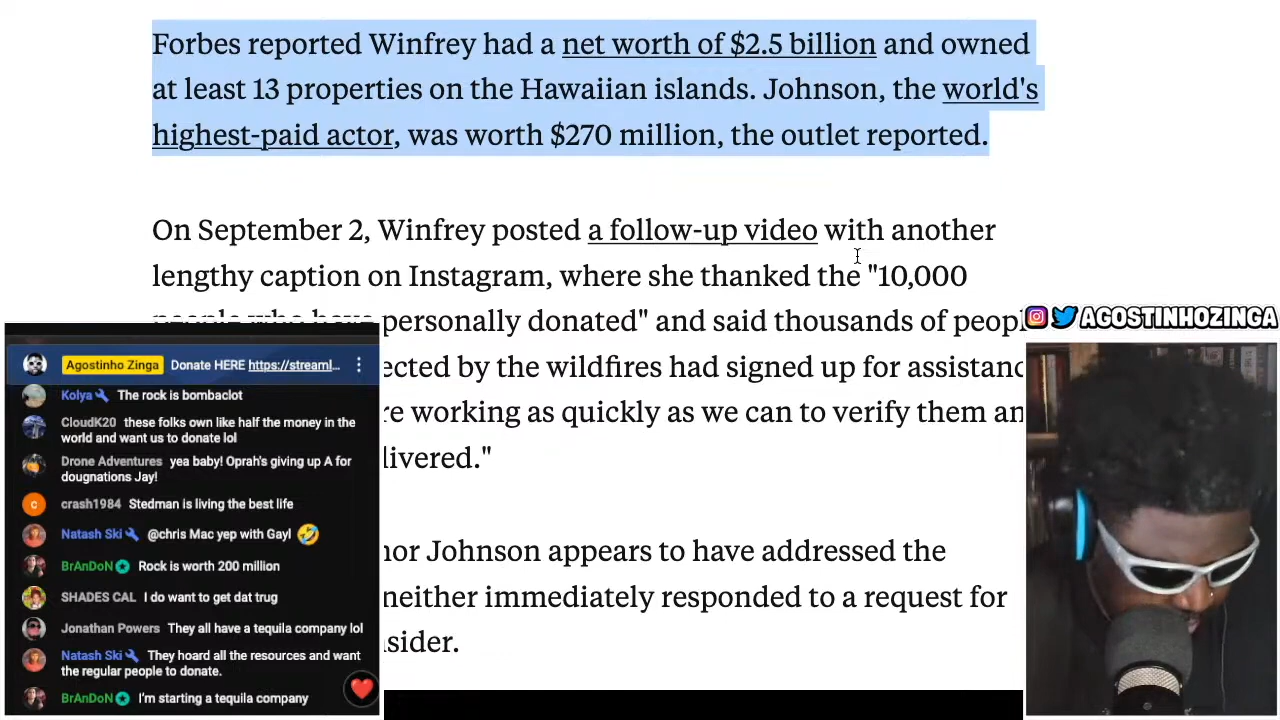 Forbes reported Winfrey had a net worth of $2.5 billion and owned
at least 13 properties on the Hawaiian islands. Johnson, the world's
highest-paid actor, was worth $270 million, the outlet reported.
On September 2, Winfrey posted a follow-up video with another
lengthy caption on Instagram, where she thanked the "10,000
people who have personally donated" and said thousands of peopl
ected by the wildfires had signed up for assistanc
re working as quickly as we can to verify them an
livered."
nor Johnson appears to have addressed the
neither immediately responded to a request for
sider.
AGOSTINHOZINGA
Agostinho Zinga Donate HERE https://streaml...
Kolya The rock is bombaclot
CloudK20 these folks own like half the money in the
world and want us to donate lol
Drone Adventures yea baby! Oprah's giving up A for
dougnations Jay!
crash1984 Stedman is living the best life
Natash Ski @chris Mac yep with Gayl
BrAnDoN Rock is worth 200 million
SHADES CAL I do want to get dat trug
Jonathan Powers They all have a tequila company lol
Natash Ski They hoard all the resources and want
the regular people to donate.
BrAnDoN I'm starting a tequila company